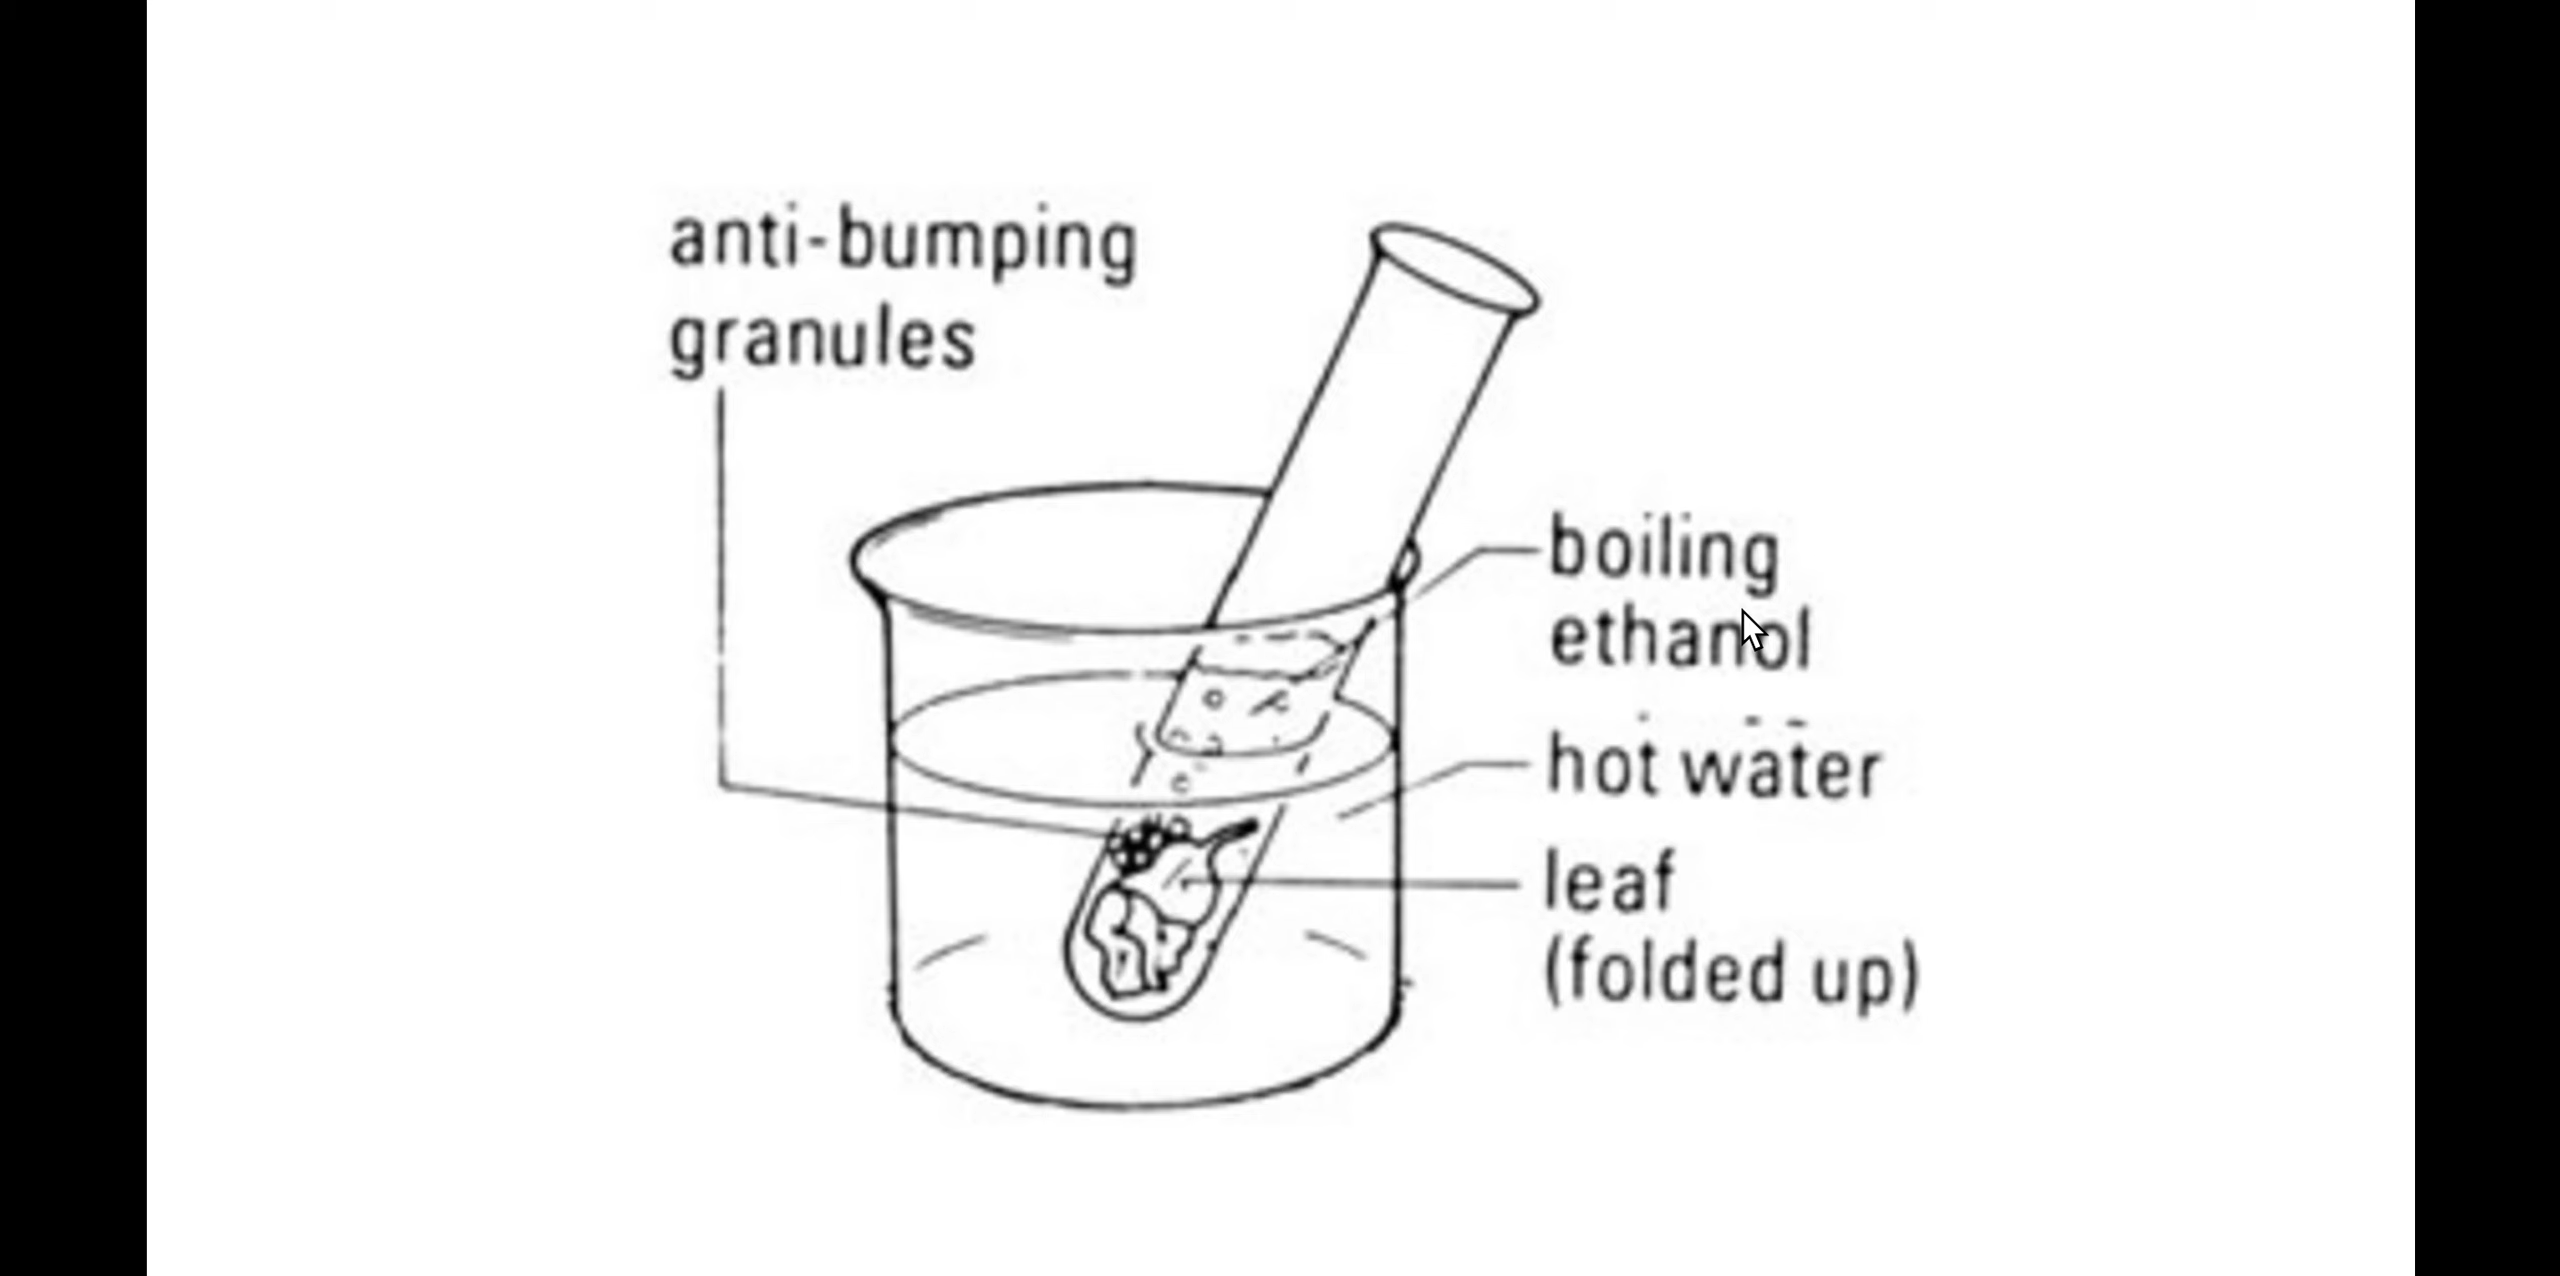 anti-bumping
granules
boiling
ethanol
hot water
leaf
(folded up)